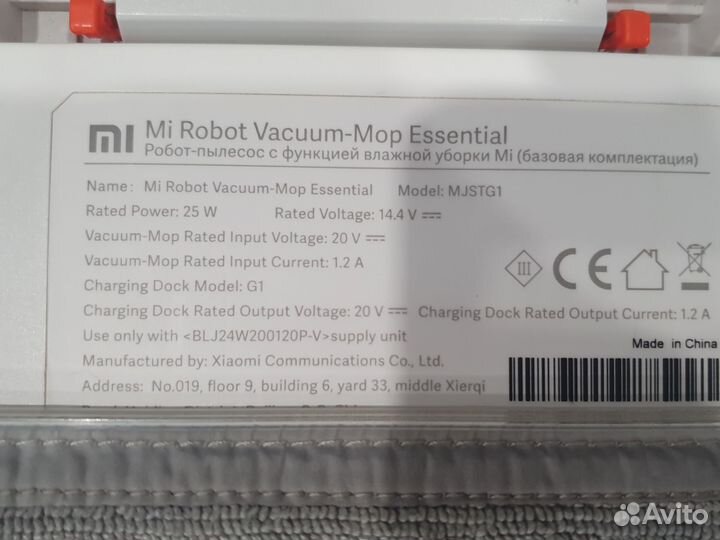 mi Mi Robot Vacuum-Mop Essential
Робот-пылесос с функцией влажной уборки Mi (базовая комплектация)
Name: Mi Robot Vacuum-Mop Essential Model: MJSTG1
Rated Power: 25 W Rated Voltage: 14.4 V
Vacuum-Mop Rated Input Voltage: 20 V
Vacuum-Mop Rated Input Current: 1.2 A
Charging Dock Model: G1
III CE
Charging Dock Rated Output Voltage: 20 V Charging Dock Rated Output Current: 1.2 A
Use only with <BLJ24W200120P-V>supply unit
Made in China
Manufactured by: Xiaomi Communications Co., Ltd.
Address: No.019, floor 9, building 6, yard 33, middle Xierqi
Avito